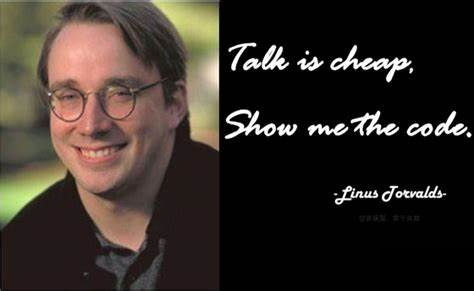 Talk is cheap,
Show me the code.
-Linus Torvalds-